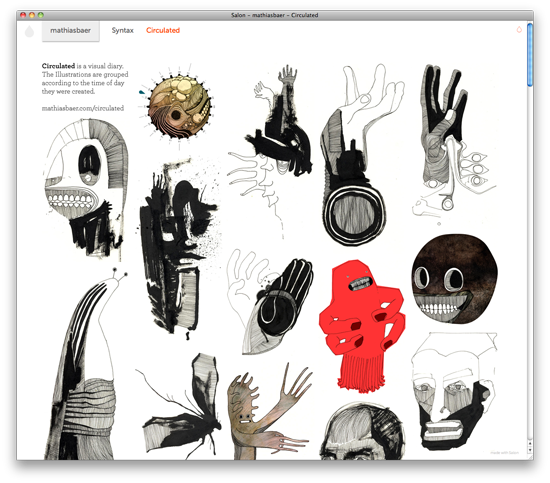 Salon – mathiasbaer – Circulated
mathiasbaer Syntax Circulated
Circulated is a visual diary.
The Illustrations are grouped
according to the time of day
they were created.
mathiasbaer.com/circulated